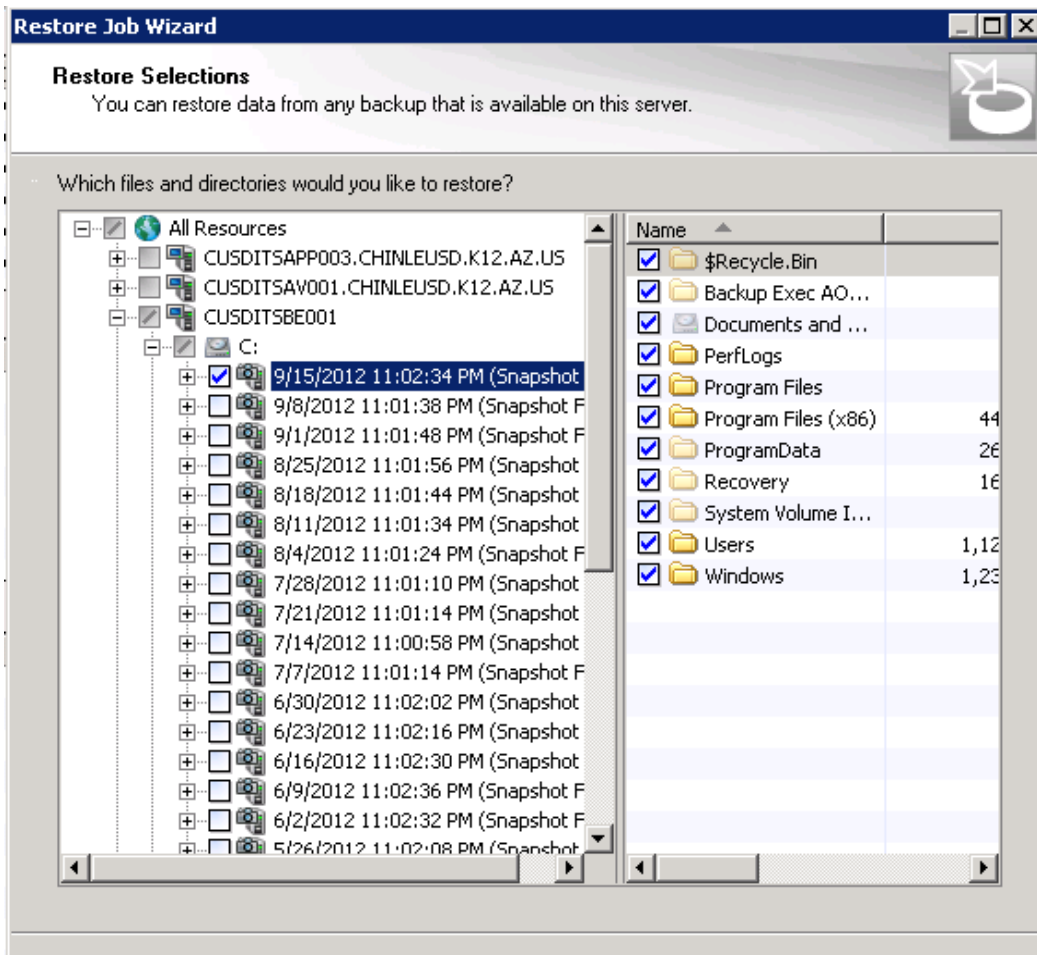 Restore Job Wizard
Restore Selections
You can restore data from any backup that is available on this server.
Which files and directories would you like to restore?
All Resources
CUSDITSAPP003.CHINLEUSD.K12.AZ.US
CUSDITSAV001.CHINLEUSD.K12.AZ.US
CUSDITSBE001
C:
9/15/2012 11:02:34 PM (Snapshot
9/8/2012 11:01:38 PM (Snapshot F
9/1/2012 11:01:48 PM (Snapshot F
8/25/2012 11:01:56 PM (Snapshot
8/18/2012 11:01:44 PM (Snapshot
8/11/2012 11:01:34 PM (Snapshot
8/4/2012 11:01:24 PM (Snapshot F
7/28/2012 11:01:10 PM (Snapshot
7/21/2012 11:01:14 PM (Snapshot
7/14/2012 11:00:58 PM (Snapshot
7/7/2012 11:01:14 PM (Snapshot F
6/30/2012 11:02:02 PM (Snapshot
6/23/2012 11:02:16 PM (Snapshot
6/16/2012 11:02:30 PM (Snapshot
6/9/2012 11:02:36 PM (Snapshot F
6/2/2012 11:02:32 PM (Snapshot F
5/26/2012 11:02:08 PM (Snapshot
Name
$Recycle.Bin
Backup Exec AO...
Documents and ...
PerfLogs
Program Files
Program Files (x86) 44
ProgramData 26
Recovery 16
System Volume I...
Users 1,12
Windows 1,23